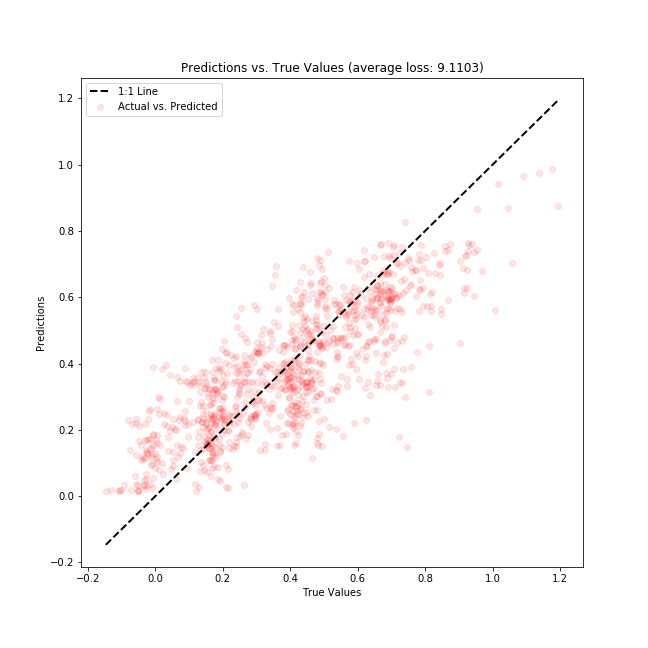 Predictions vs. True Values (average loss: 9.1103)
1:1 Line
Actual vs. Predicted
1.2
1.0
0.8
0.6
0.4
0.2
0.0
−0.2
Predictions
−0.2 0.0 0.2 0.4 0.6 0.8 1.0 1.2
True Values